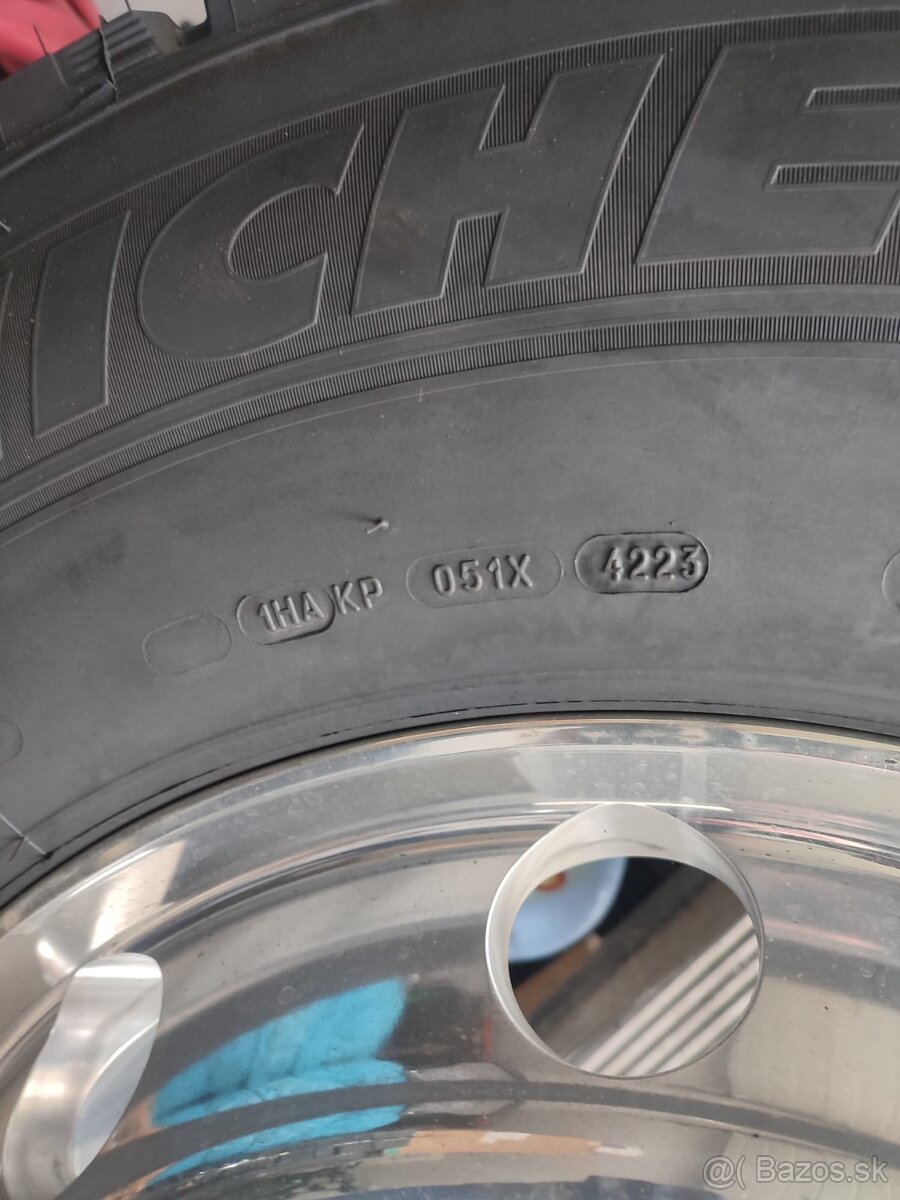 ICHE
1HA KP 051X 4223
@( Bazos.sk